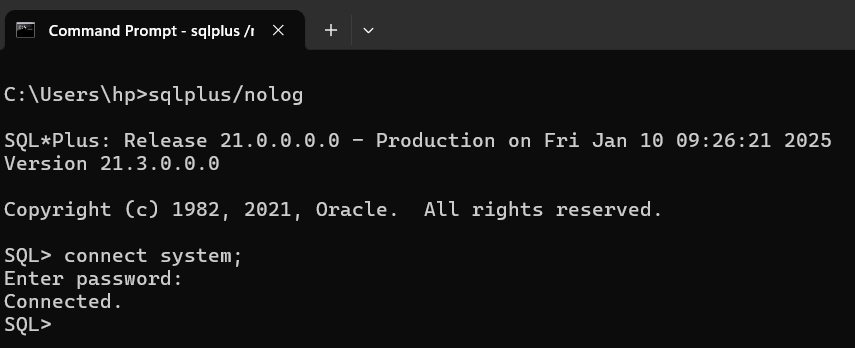 Command Prompt - sqlplus /r
C:\Users\hp>sqlplus/nolog
SQL*Plus: Release 21.0.0.0.0 - Production on Fri Jan 10 09:26:21 2025
Version 21.3.0.0.0
Copyright (c) 1982, 2021, Oracle.  All rights reserved.
SQL> connect system;
Enter password:
Connected.
SQL>